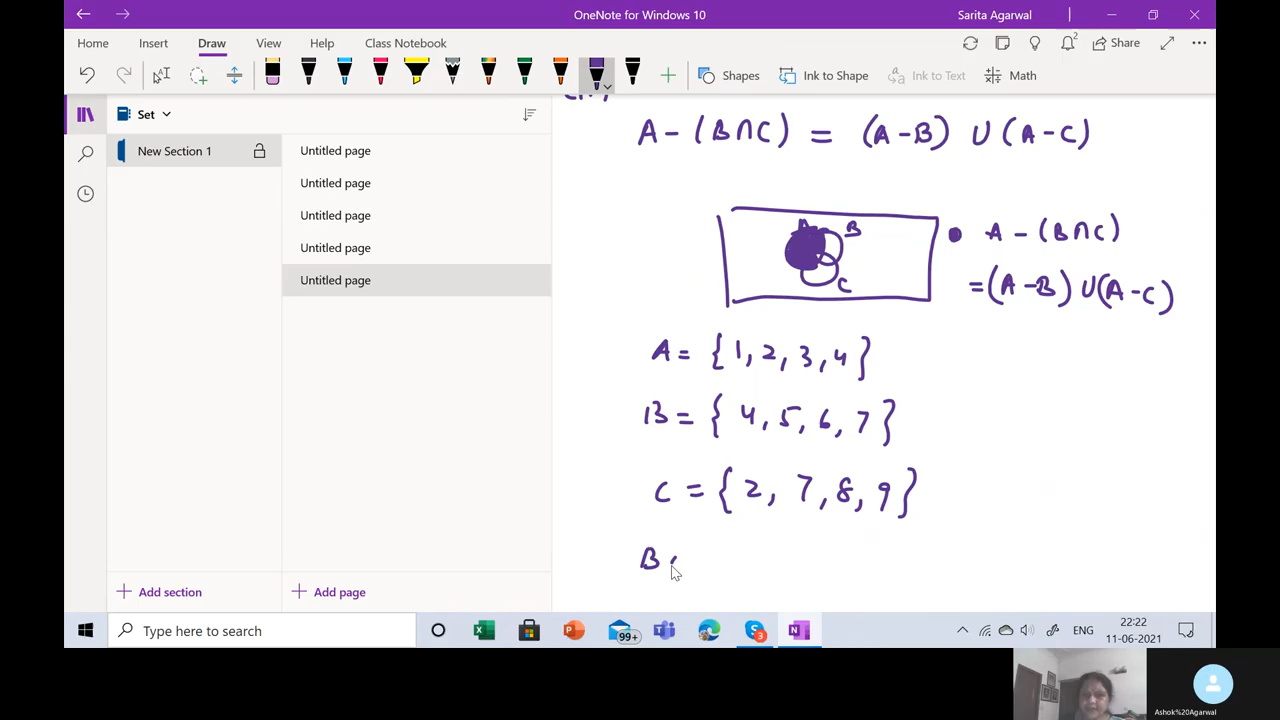 OneNote for Windows 10
Sarita Agarwal
Home Insert Draw View Help Class Notebook
2
Share
Shapes
Ink to Shape
Ink to Text
Math
Set
New Section 1
Untitled page
Untitled page
Untitled page
Untitled page
Untitled page
Add section
Add page
A - (B∩C) = (A-B) ∪ (A-C)
A
B
C
A - (B∩C)
= (A-B) ∪ (A-C)
A = {1, 2, 3, 4}
B = {4, 5, 6, 7}
C = {2, 7, 8, 9}
B
Type here to search
99+
3
ENG
22:22
11-06-2021
Ashok%20Agarwal